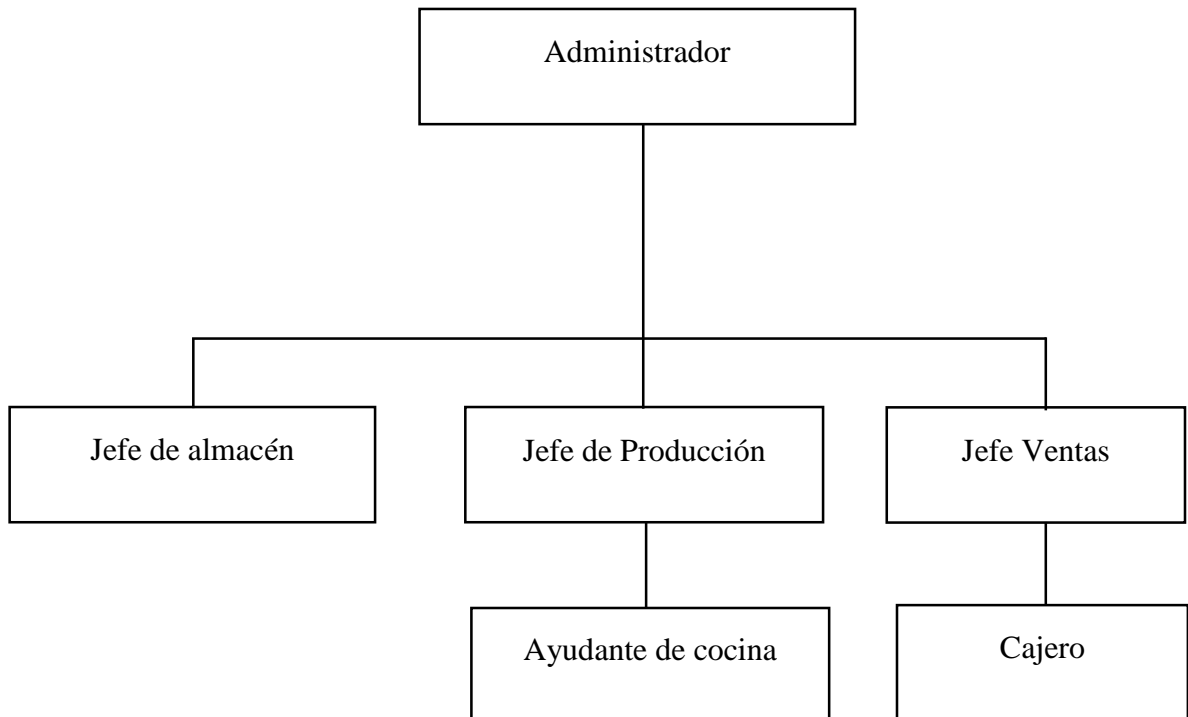 Administrador
Jefe de almacén
Jefe de Producción
Jefe Ventas
Ayudante de cocina
Cajero